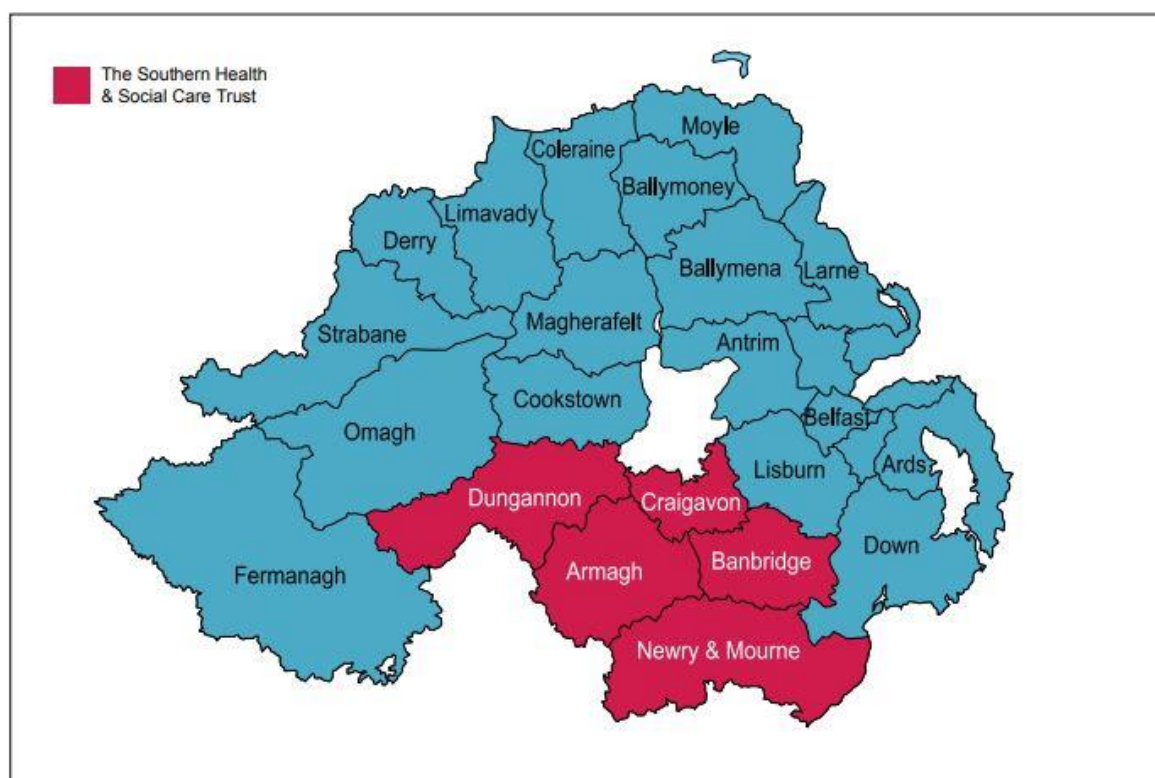 The Southern Health
& Social Care Trust
Moyle
Coleraine
Ballymoney
Limavady
Derry
Ballymena
Larne
Magherafelt
Strabane
Antrim
Cookstown
Belfast
Omagh
Lisburn
Ards
Dungannon
Craigavon
Down
Banbridge
Armagh
Fermanagh
Newry & Mourne